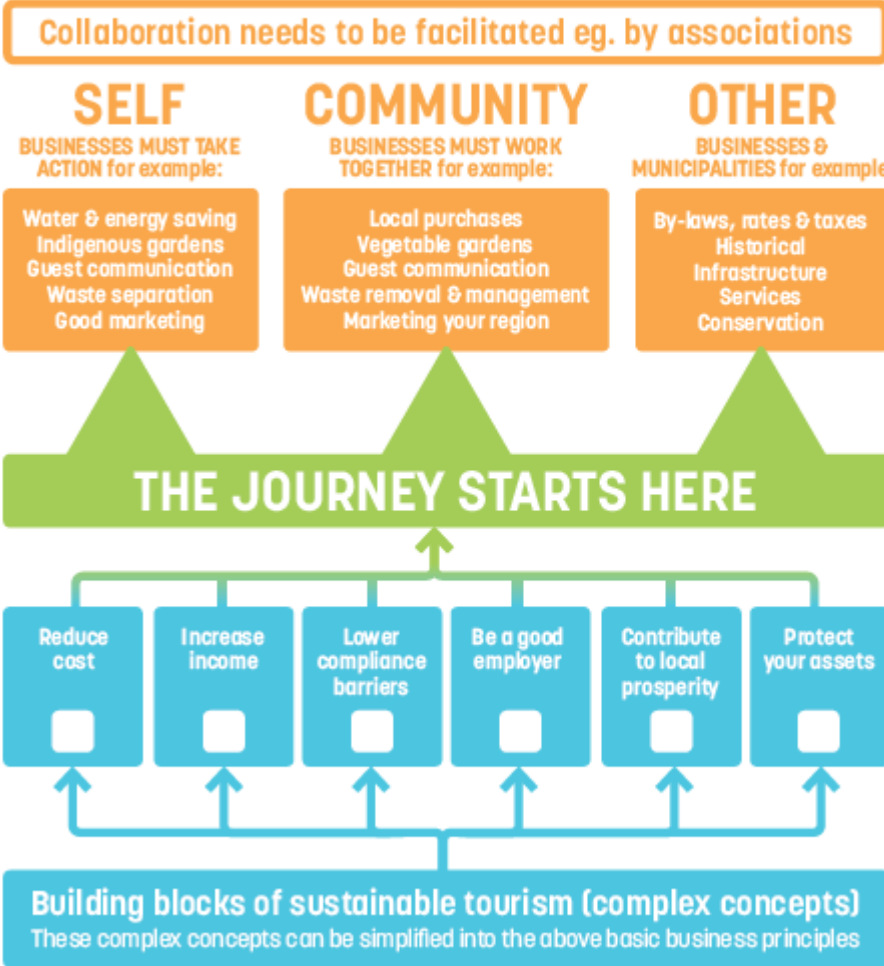 Collaboration needs to be facilitated eg. by associations
SELF
BUSINESSES MUST TAKE
ACTION for example:
Water & energy saving
Indigenous gardens
Guest communication
Waste separation
Good marketing
COMMUNITY
BUSINESSES MUST WORK
TOGETHER for example:
Local purchases
Vegetable gardens
Guest communication
Waste removal & management
Marketing your region
OTHER
BUSINESSES &
MUNICIPALITIES for example
By-laws, rates & taxes
Historical
Infrastructure
Services
Conservation
THE JOURNEY STARTS HERE
Reduce
cost
Increase
income
Lower
compliance
barriers
Be a good
employer
Contribute
to local
prosperity
Protect
your assets
Building blocks of sustainable tourism (complex concepts)
These complex concepts can be simplified into the above basic business principles